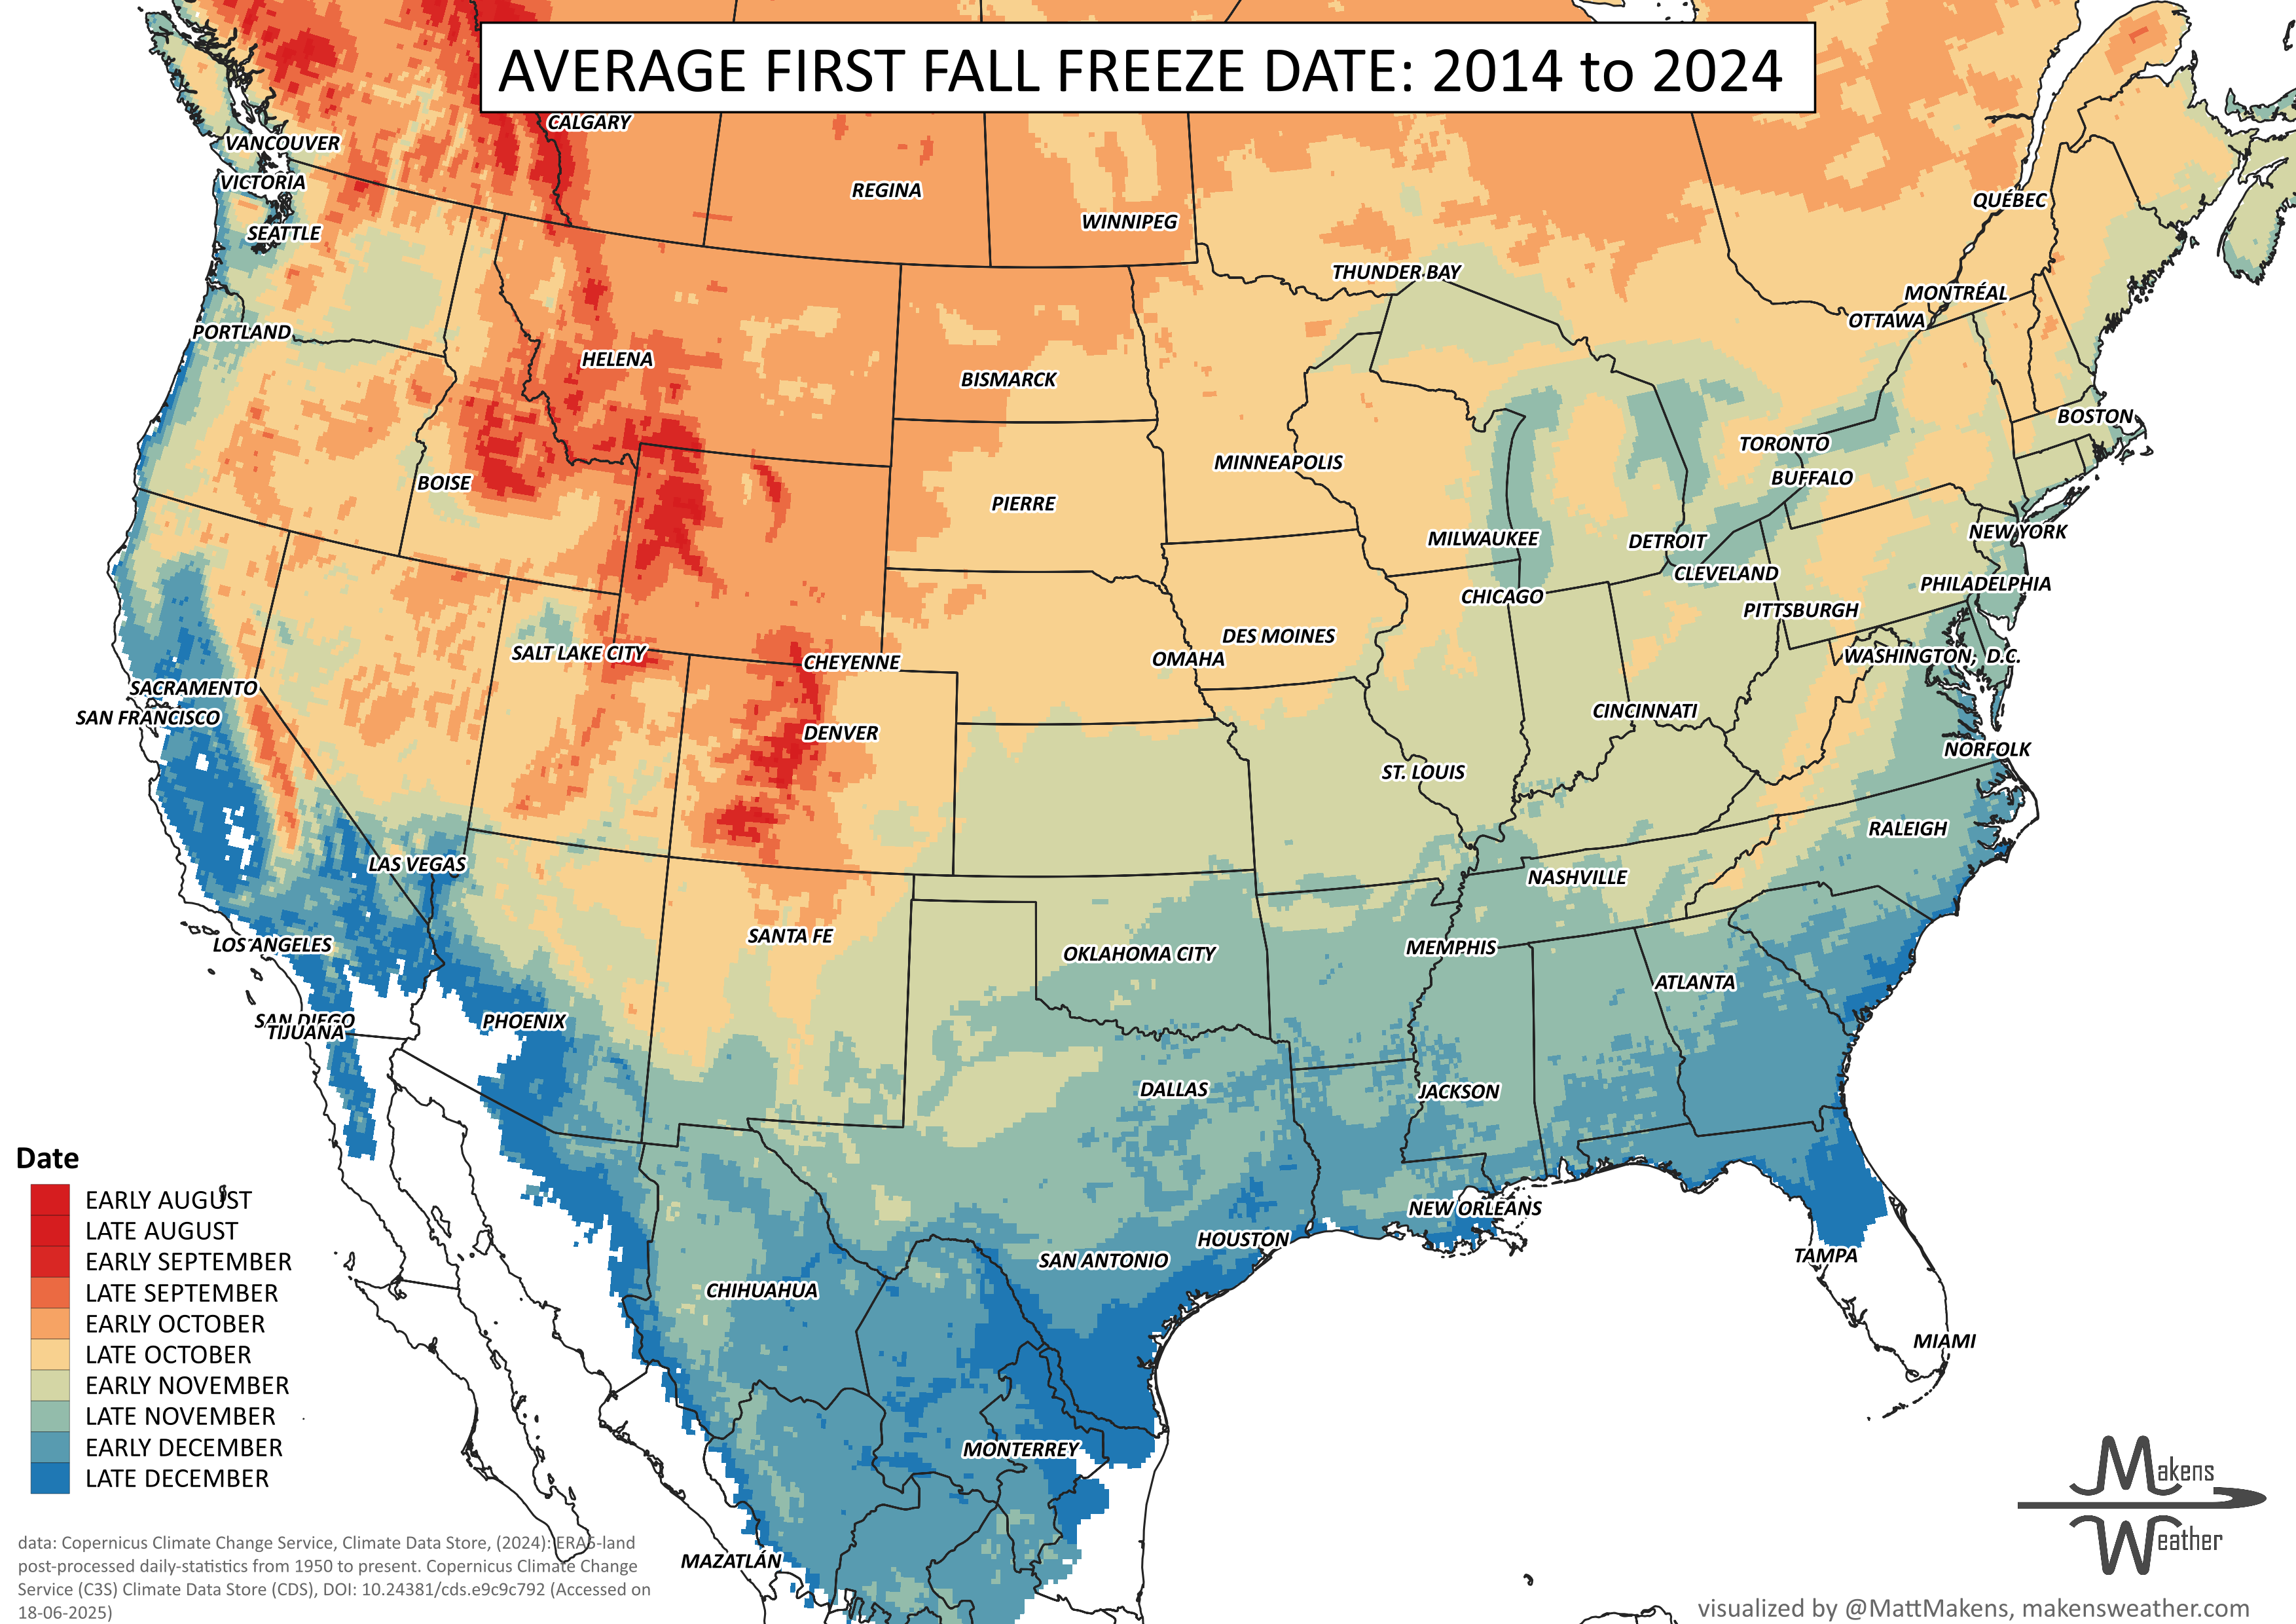 AVERAGE FIRST FALL FREEZE DATE: 2014 to 2024
CALGARY
VANCOUVER
VICTORIA
REGINA
QUÉBEC
WINNIPEG
SEATTLE
THUNDER BAY
MONTRÉAL
OTTAWA
PORTLAND
HELENA
BISMARCK
BOSTON
TORONTO
MINNEAPOLIS
BUFFALO
BOISE
PIERRE
NEW YORK
MILWAUKEE
DETROIT
CLEVELAND
PHILADELPHIA
CHICAGO
PITTSBURGH
DES MOINES
SALT LAKE CITY
WASHINGTON, D.C.
OMAHA
CHEYENNE
SACRAMENTO
CINCINNATI
SAN FRANCISCO
DENVER
NORFOLK
ST. LOUIS
RALEIGH
LAS VEGAS
NASHVILLE
SANTA FE
LOS ANGELES
MEMPHIS
OKLAHOMA CITY
ATLANTA
SAN DIEGO
PHOENIX
TIJUANA
DALLAS
JACKSON
NEW ORLEANS
HOUSTON
TAMPA
SAN ANTONIO
CHIHUAHUA
MIAMI
MONTERREY
MAZATLÁN
Date
EARLY AUGUST
LATE AUGUST
EARLY SEPTEMBER
LATE SEPTEMBER
EARLY OCTOBER
LATE OCTOBER
EARLY NOVEMBER
LATE NOVEMBER
EARLY DECEMBER
LATE DECEMBER
data: Copernicus Climate Change Service, Climate Data Store, (2024): ERA5-land
post-processed daily-statistics from 1950 to present. Copernicus Climate Change
Service (C3S) Climate Data Store (CDS), DOI: 10.24381/cds.e9c9c792 (Accessed on
18-06-2025)
Makens
Weather
visualized by @MattMakens, makensweather.com